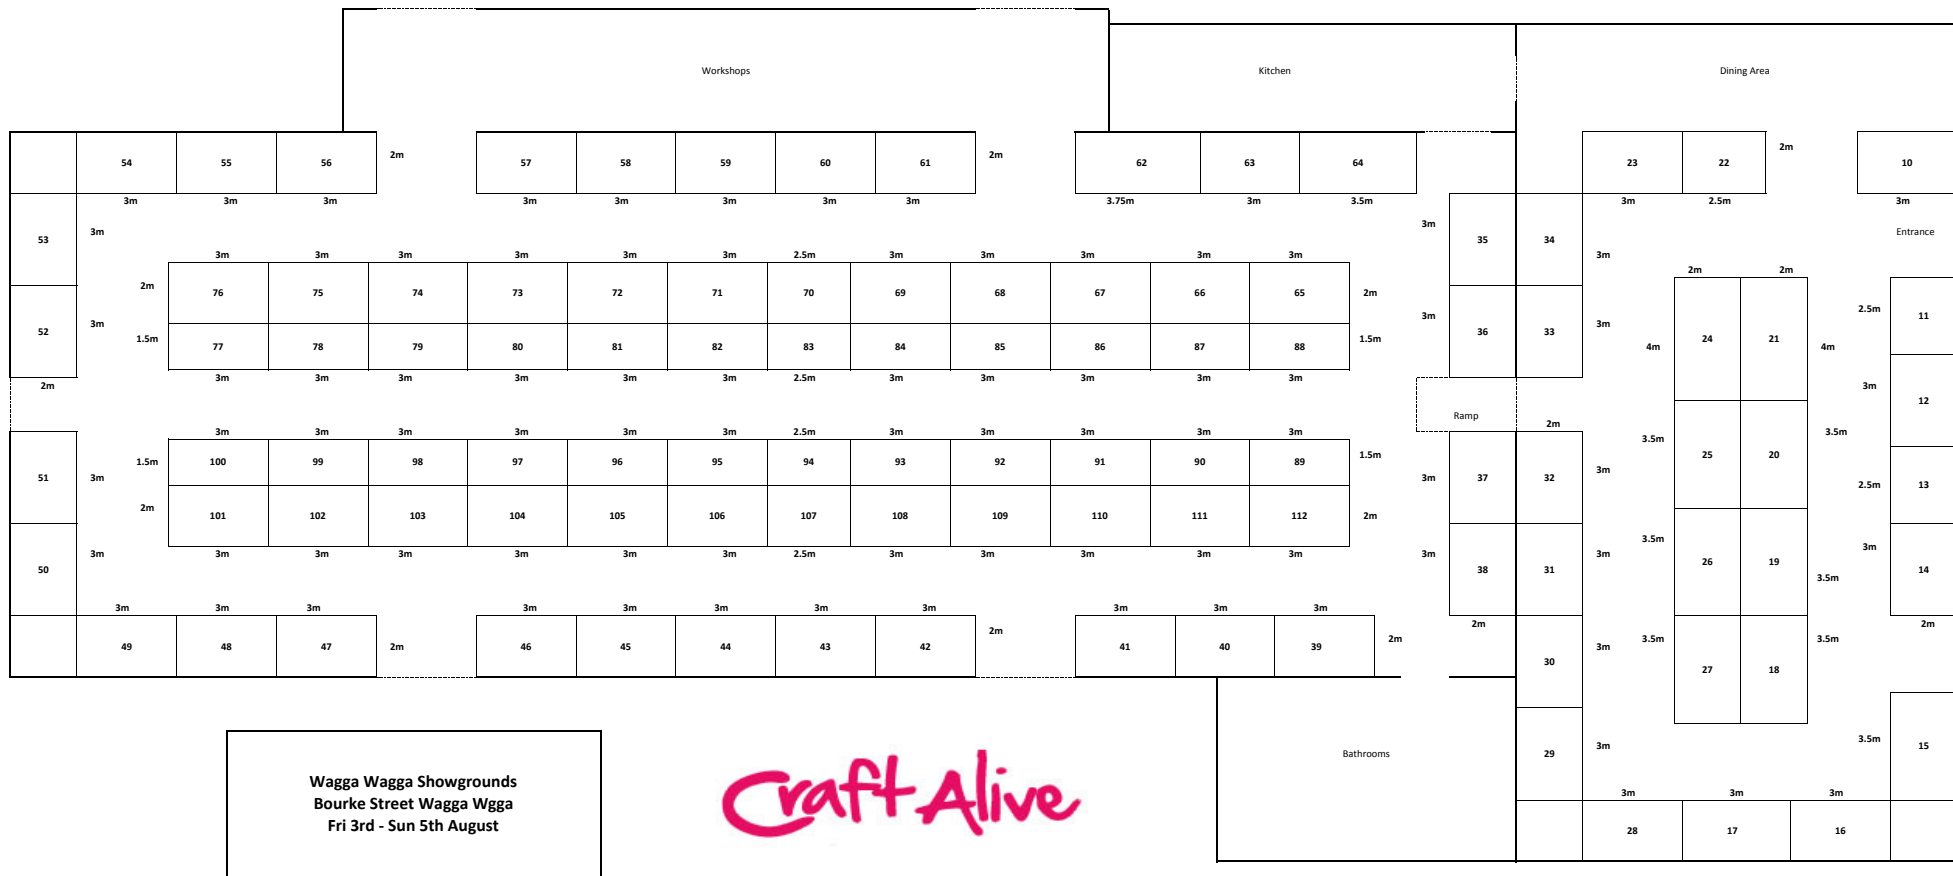 Workshops
Kitchen
Dining Area
54 55 56 2m 57 58 59 60 61 2m 62 63 64 23 22 2m 10
3m 3m 3m 3m 3m 3m 3m 3m 3.75m 3m 3.5m 3m 2.5m 3m
53 3m 3m 35 34 Entrance
3m 3m 3m 3m 3m 3m 2.5m 3m 3m 3m 3m 3m 3m
2m 2m
2m 76 75 74 73 72 71 70 69 68 67 66 65 2m
52 3m 3m 36 33 3m 2.5m 11
1.5m 77 78 79 80 81 82 83 84 85 86 87 88 1.5m 4m 24 21 4m
3m 3m 3m 3m 3m 3m 2.5m 3m 3m 3m 3m 3m
2m 3m 12
Ramp
2m
3m 3m 3m 3m 3m 3m 2.5m 3m 3m 3m 3m 3m 3.5m 3.5m
1.5m 100 99 98 97 96 95 94 93 92 91 90 89 1.5m 25 20
51 3m 3m 37 32 3m 2.5m 13
2m 101 102 103 104 105 106 107 108 109 110 111 112 2m
3m 3m 3m 3m 3m 3m 2.5m 3m 3m 3m 3m 3m 3.5m
50 3m 3m 38 31 3m 26 19 3m 14
3.5m
3m 3m 3m 3m 3m 3m 3m 3m 3m 3m 3m
2m 2m
49 48 47 2m 46 45 44 43 42 2m 41 40 39 2m 30 3m 3.5m 3.5m
27 18
Bathrooms
29 3m 3.5m 15
3m 3m 3m
28 17 16
Wagga Wagga Showgrounds
Bourke Street Wagga Wgga
Fri 3rd - Sun 5th August
Craft Alive